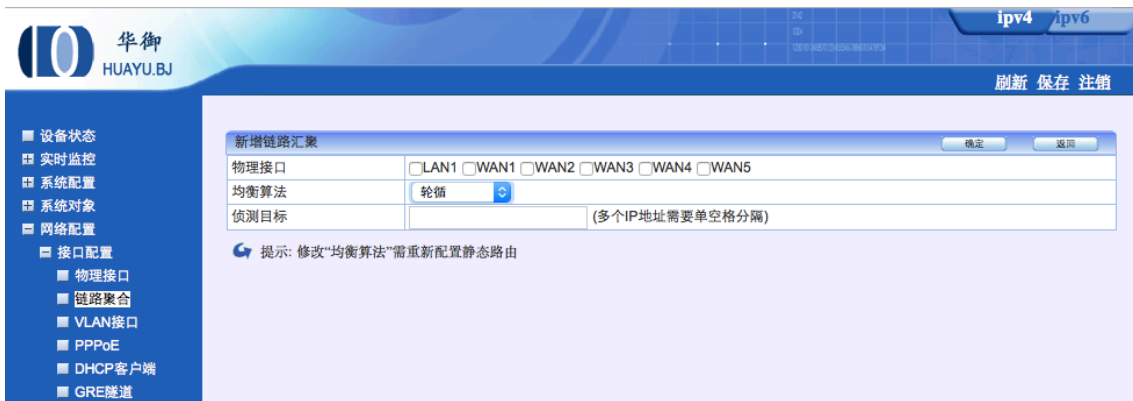 华御
HUAYU.BJ
ipv4 ipv6
刷新 保存 注销
设备状态
实时监控
系统配置
系统对象
网络配置
接口配置
物理接口
链路聚合
VLAN接口
PPPoE
DHCP客户端
GRE隧道
新增链路汇聚 确定 返回
物理接口 LAN1 WAN1 WAN2 WAN3 WAN4 WAN5
均衡算法 轮循
侦测目标 (多个IP地址需要单空格分隔)
提示: 修改“均衡算法”需重新配置静态路由